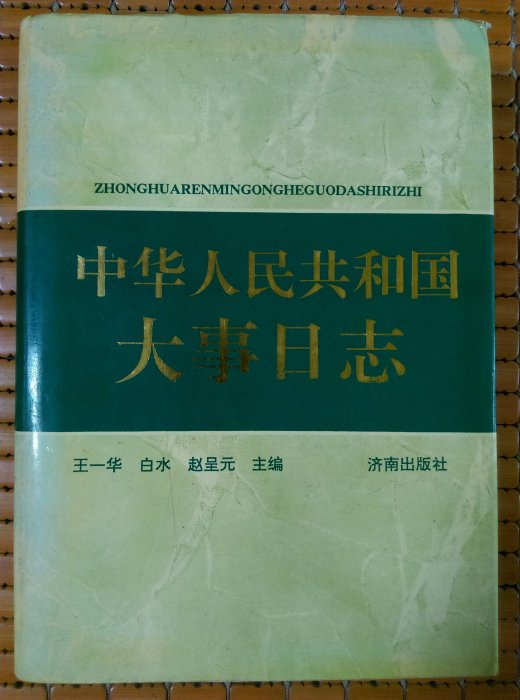 ZHONGHUARENMINGONGHEGUODASHIRIZHI
中华人民共和国
大事日志
王一华 白水 赵呈元 主编 济南出版社